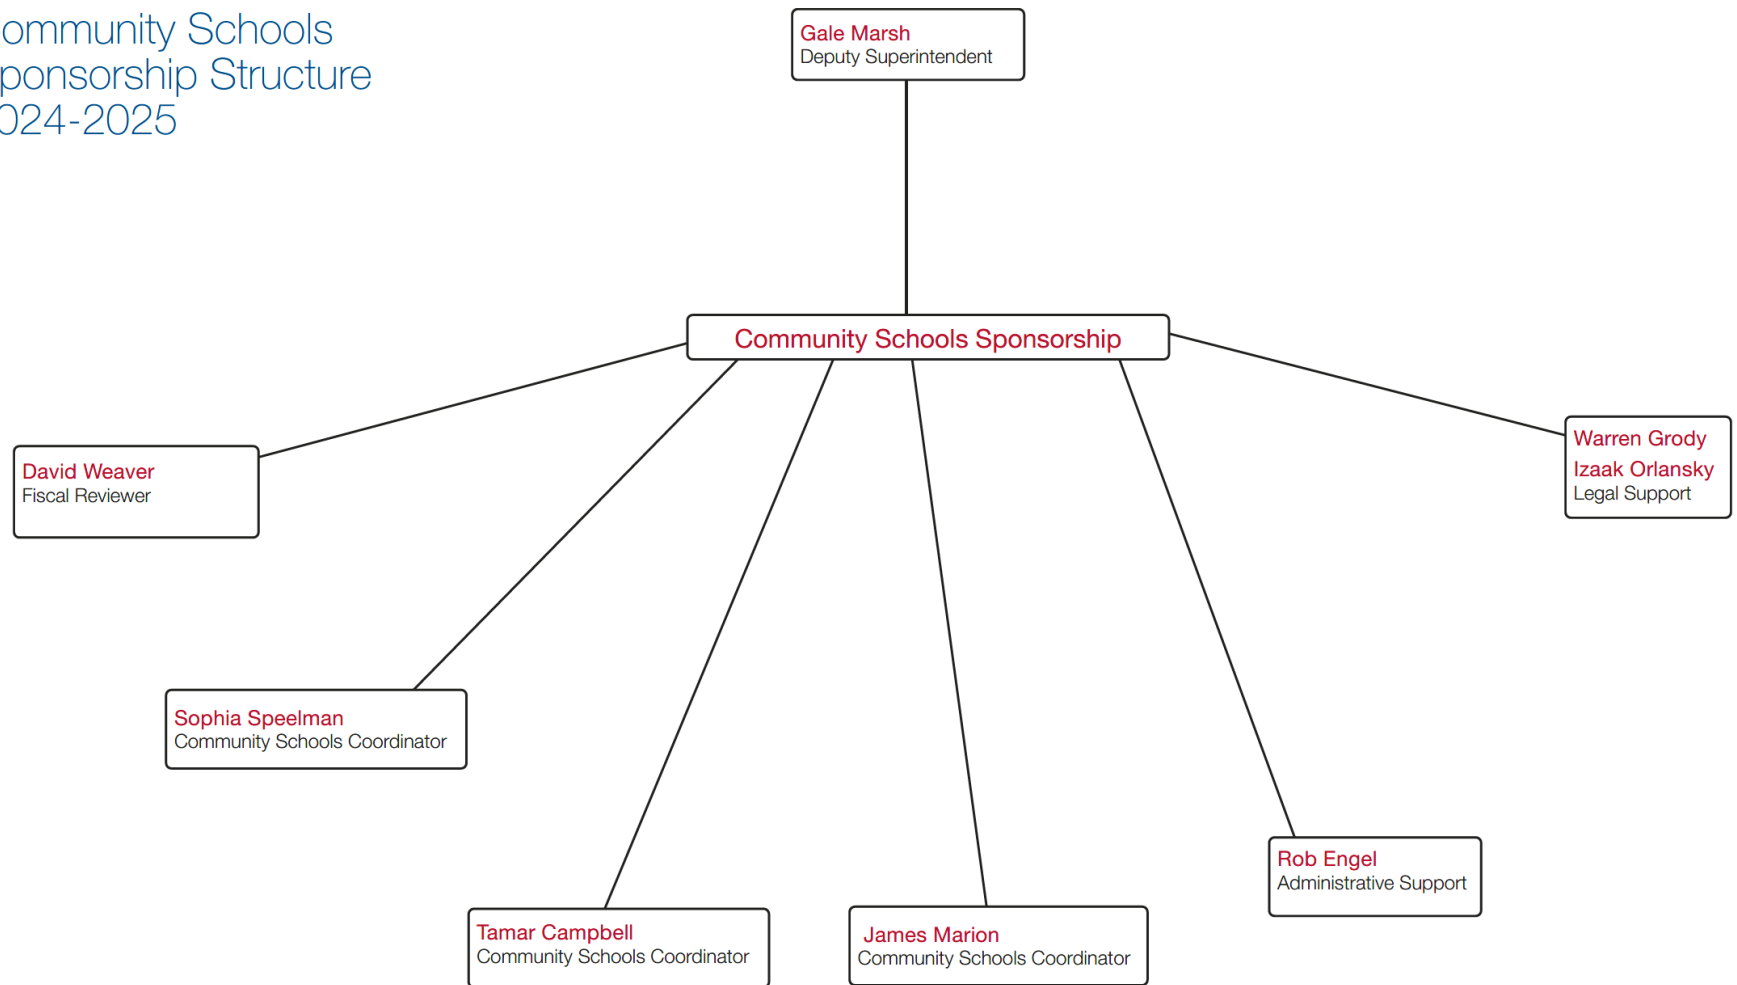 ommunity Schools
ponsorship Structure
024-2025
Gale Marsh
Deputy Superintendent
Community Schools Sponsorship
David Weaver
Fiscal Reviewer
Warren Grody
Izaak Orlansky
Legal Support
Sophia Speelman
Community Schools Coordinator
Rob Engel
Administrative Support
Tamar Campbell
Community Schools Coordinator
James Marion
Community Schools Coordinator